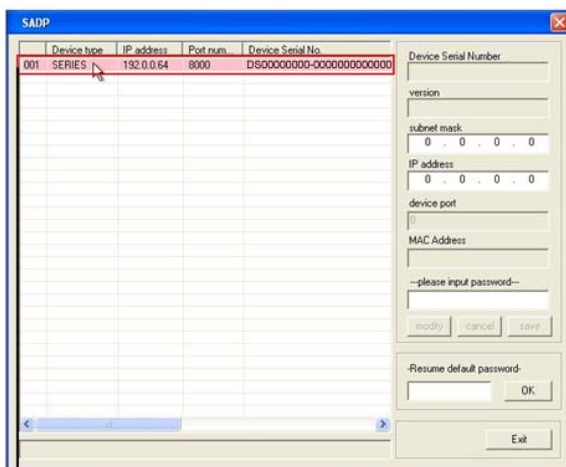 SADP
Device type IP address Port num... Device Serial No.
001 SERIES 192.0.0.64 8000 DS00000000-0000000000000
Device Serial Number
version
subnet mask
0 . 0 . 0 . 0
IP address
0 . 0 . 0 . 0
device port
0
MAC Address
---please input password---
modify cancel save
-Resume default password-
OK
Exit